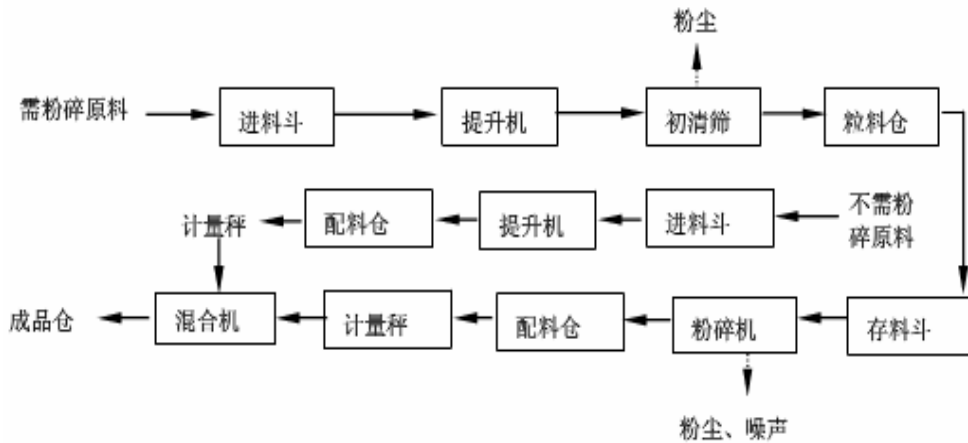 粉尘
需粉碎原料
进料斗
提升机
初清筛
粒料仓
计量秤
配料仓
提升机
进料斗
不需粉
碎原料
成品仓
混合机
计量秤
配料仓
粉碎机
存料斗
粉尘、噪声